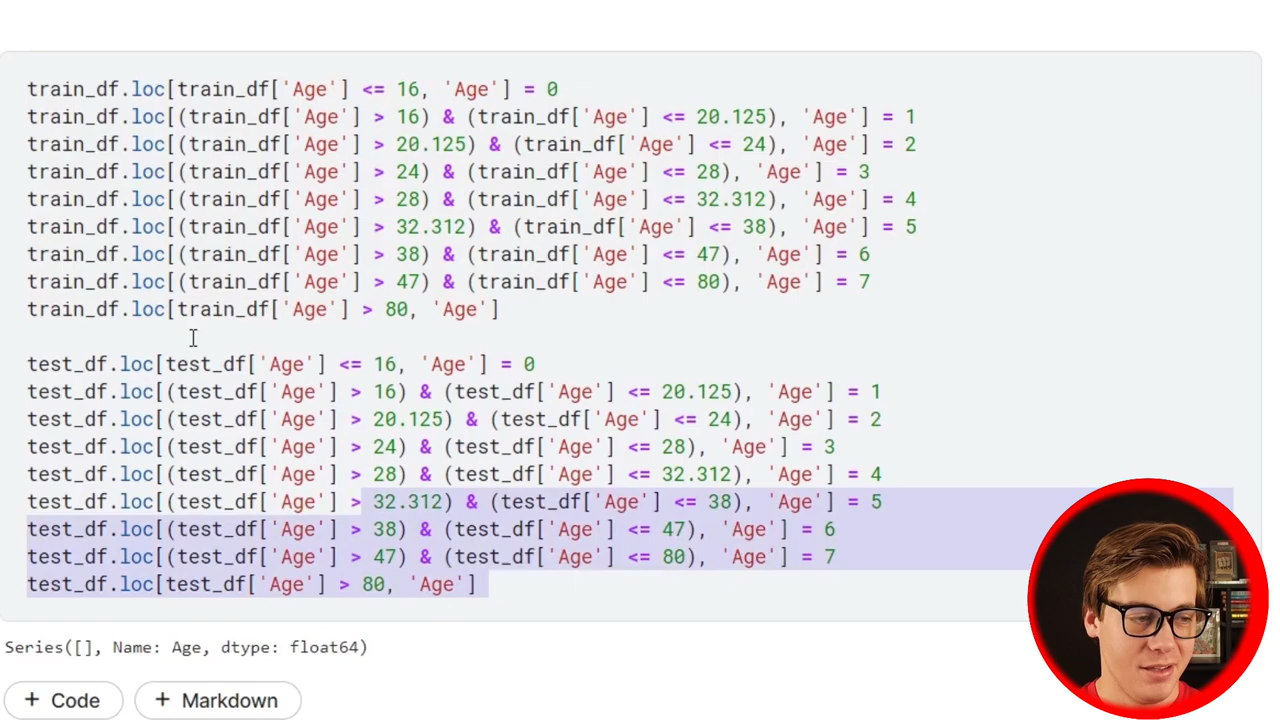 train_df.loc[train_df['Age'] <= 16, 'Age'] = 0
train_df.loc[(train_df['Age'] > 16) & (train_df['Age'] <= 20.125), 'Age'] = 1
train_df.loc[(train_df['Age'] > 20.125) & (train_df['Age'] <= 24), 'Age'] = 2
train_df.loc[(train_df['Age'] > 24) & (train_df['Age'] <= 28), 'Age'] = 3
train_df.loc[(train_df['Age'] > 28) & (train_df['Age'] <= 32.312), 'Age'] = 4
train_df.loc[(train_df['Age'] > 32.312) & (train_df['Age'] <= 38), 'Age'] = 5
train_df.loc[(train_df['Age'] > 38) & (train_df['Age'] <= 47), 'Age'] = 6
train_df.loc[(train_df['Age'] > 47) & (train_df['Age'] <= 80), 'Age'] = 7
train_df.loc[train_df['Age'] > 80, 'Age']
test_df.loc[test_df['Age'] <= 16, 'Age'] = 0
test_df.loc[(test_df['Age'] > 16) & (test_df['Age'] <= 20.125), 'Age'] = 1
test_df.loc[(test_df['Age'] > 20.125) & (test_df['Age'] <= 24), 'Age'] = 2
test_df.loc[(test_df['Age'] > 24) & (test_df['Age'] <= 28), 'Age'] = 3
test_df.loc[(test_df['Age'] > 28) & (test_df['Age'] <= 32.312), 'Age'] = 4
test_df.loc[(test_df['Age'] > 32.312) & (test_df['Age'] <= 38), 'Age'] = 5
test_df.loc[(test_df['Age'] > 38) & (test_df['Age'] <= 47), 'Age'] = 6
test_df.loc[(test_df['Age'] > 47) & (test_df['Age'] <= 80), 'Age'] = 7
test_df.loc[test_df['Age'] > 80, 'Age']
Series([], Name: Age, dtype: float64)
+ Code + Markdown